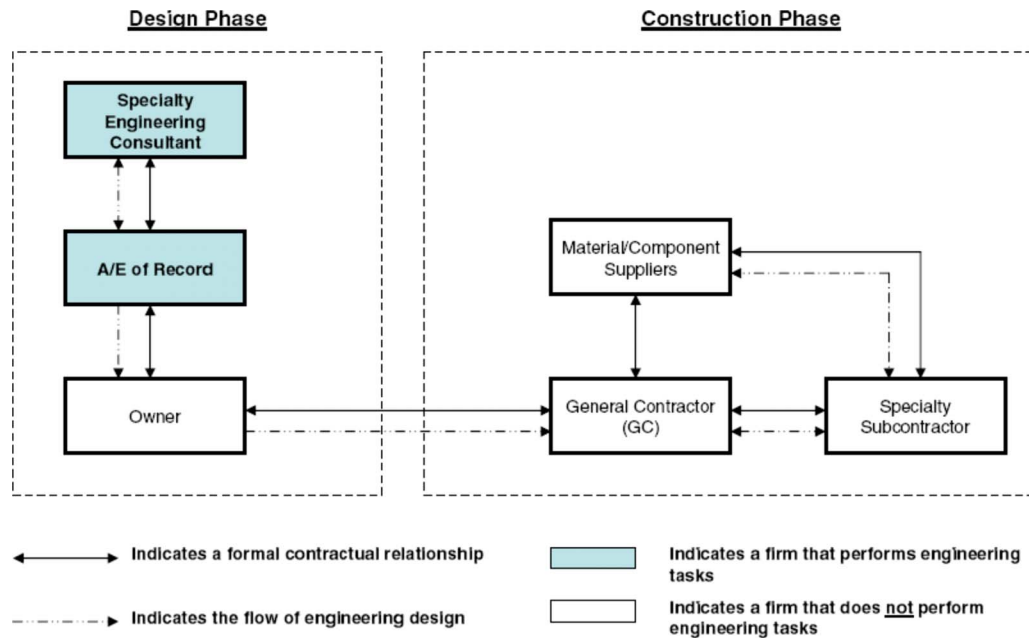 Design Phase
Construction Phase
Specialty
Engineering
Consultant
A/E of Record
Owner
Material/Component
Suppliers
General Contractor
(GC)
Specialty
Subcontractor
Indicates a formal contractual relationship
Indicates the flow of engineering design
Indicates a firm that performs engineering
tasks
Indicates a firm that does not perform
engineering tasks